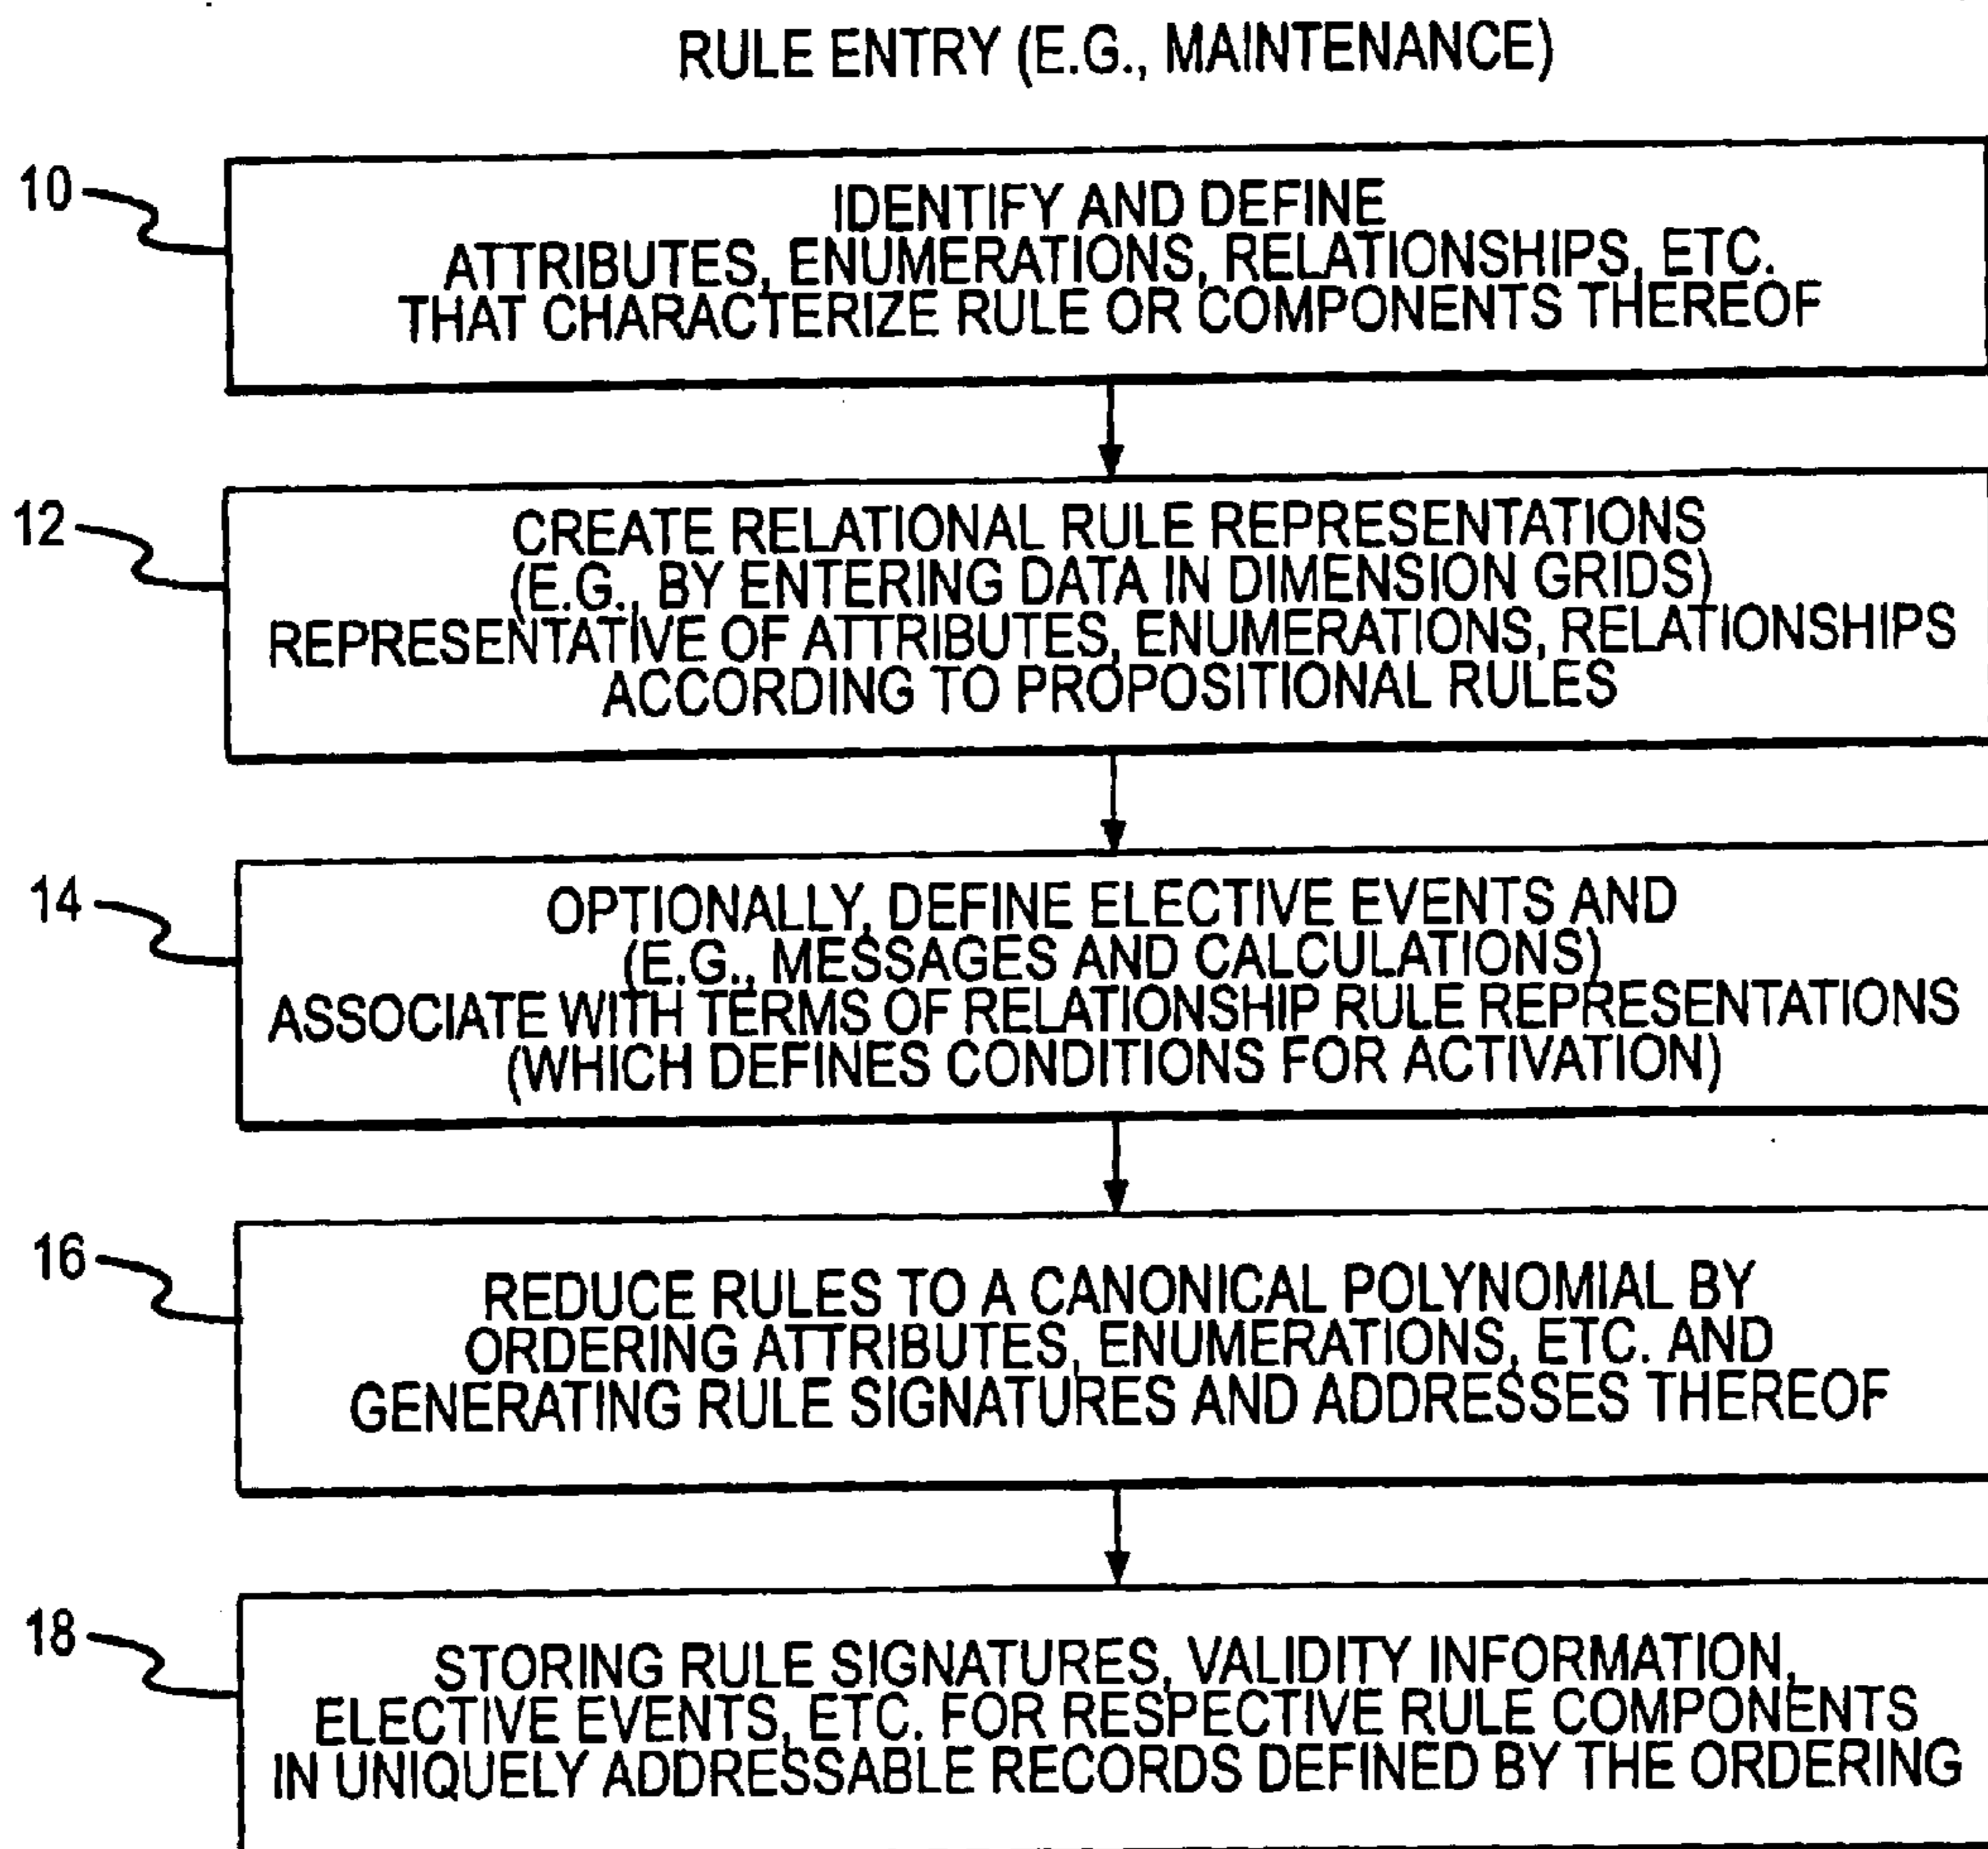 RULE ENTRY (E.G., MAINTENANCE)
10
IDENTIFY AND DEFINE
ATTRIBUTES, ENUMERATIONS, RELATIONSHIPS, ETC.
THAT CHARACTERIZE RULE OR COMPONENTS THEREOF
12
CREATE RELATIONAL RULE REPRESENTATIONS
(E.G., BY ENTERING DATA IN DIMENSION GRIDS)
REPRESENTATIVE OF ATTRIBUTES, ENUMERATIONS, RELATIONSHIPS
ACCORDING TO PROPOSITIONAL RULES
14
OPTIONALLY, DEFINE ELECTIVE EVENTS AND
(E.G., MESSAGES AND CALCULATIONS)
ASSOCIATE WITH TERMS OF RELATIONSHIP RULE REPRESENTATIONS
(WHICH DEFINES CONDITIONS FOR ACTIVATION)
16
REDUCE RULES TO A CANONICAL POLYNOMIAL BY
ORDERING ATTRIBUTES, ENUMERATIONS, ETC. AND
GENERATING RULE SIGNATURES AND ADDRESSES THEREOF
18
STORING RULE SIGNATURES, VALIDITY INFORMATION,
ELECTIVE EVENTS, ETC. FOR RESPECTIVE RULE COMPONENTS
IN UNIQUELY ADDRESSABLE RECORDS DEFINED BY THE ORDERING